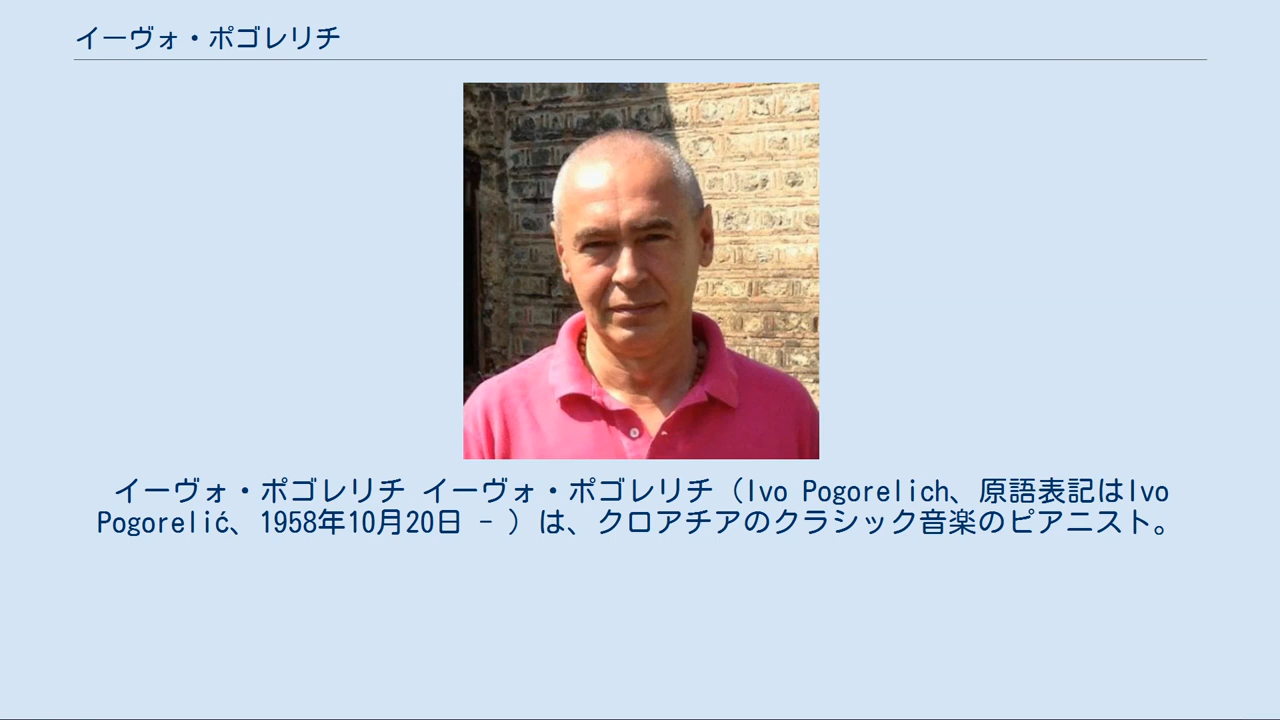 イーヴォ・ポゴレリチ
イーヴォ・ポゴレリチ イーヴォ・ポゴレリチ（Ivo Pogorelich、原語表記はIvo
Pogorelić、1958年10月20日 - ）は、クロアチアのクラシック音楽のピアニスト。